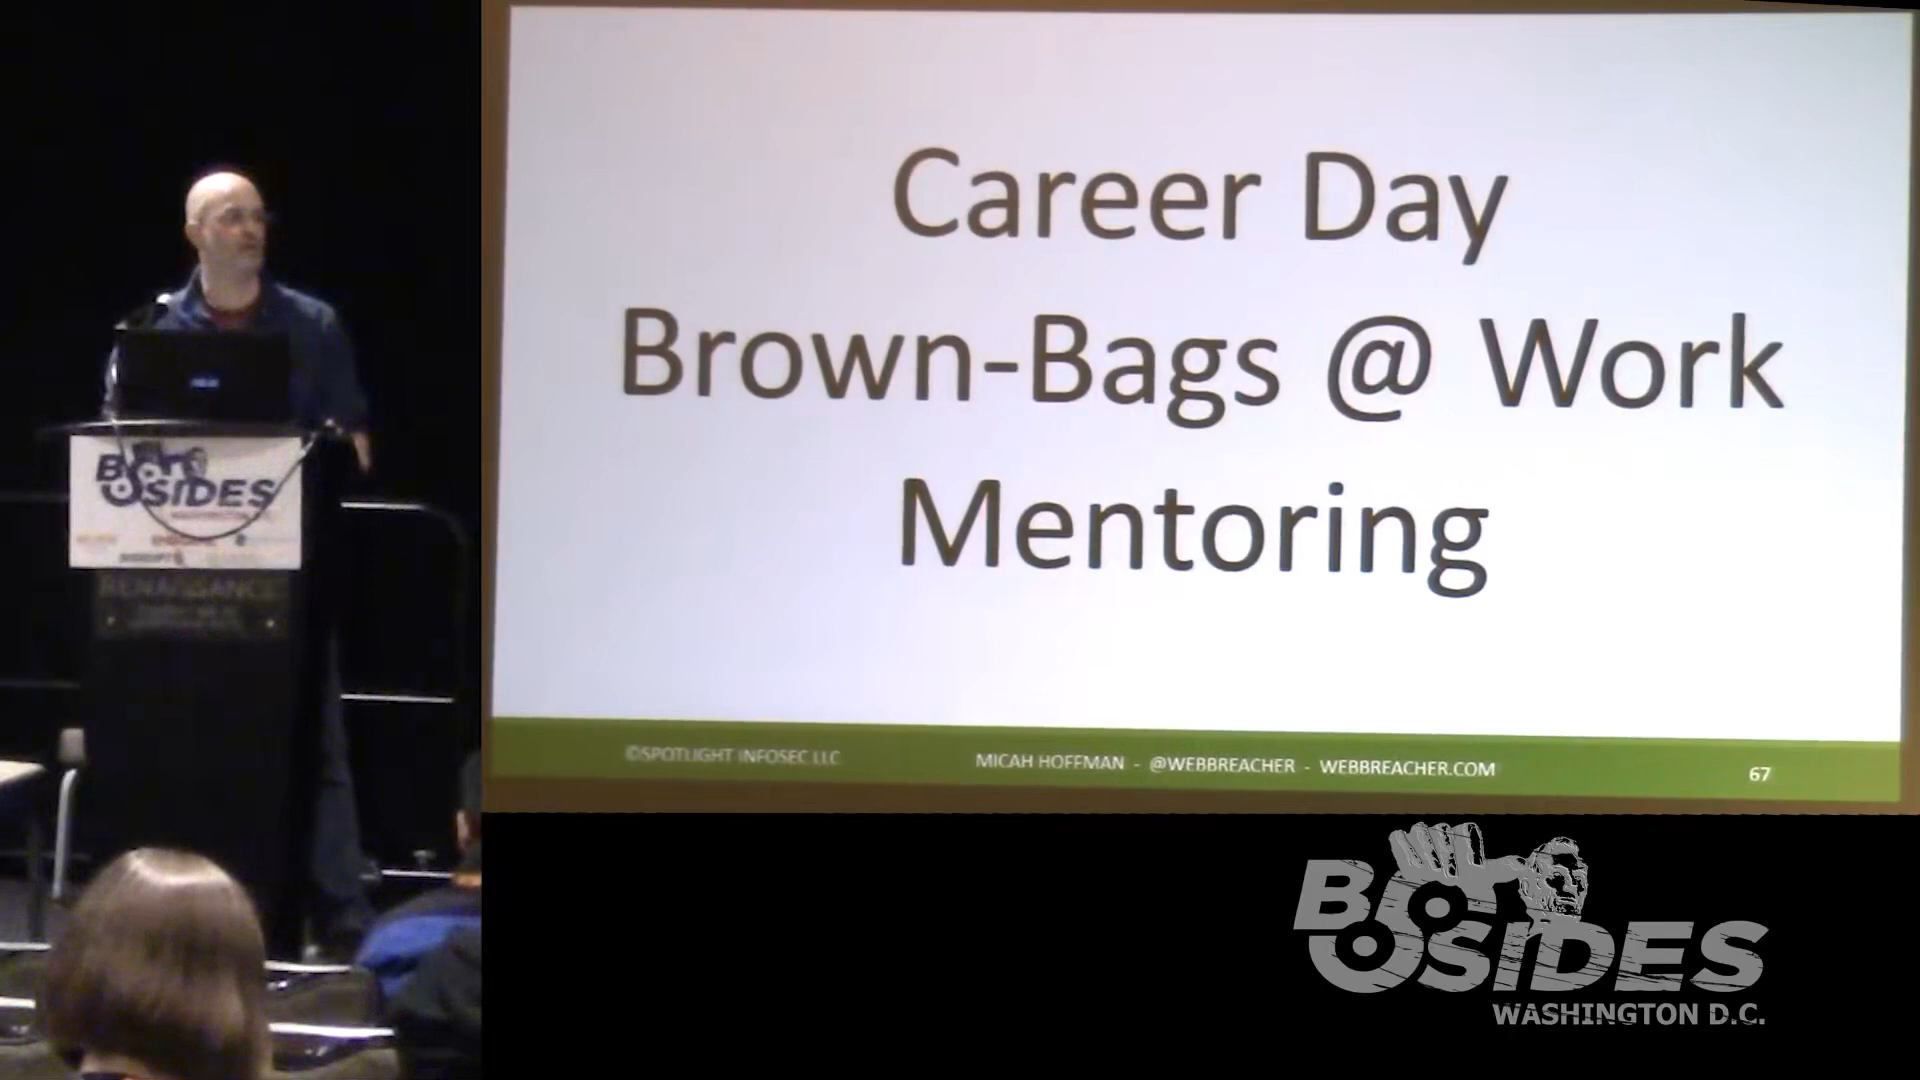 Career Day
Brown-Bags @ Work
Mentoring
©SPOTLIGHT INFOSEC LLC
MICAH HOFFMAN - @WEBBREACHER - WEBBREACHER.COM
67
BSIDES
RENAISSANCE
BSIDES
WASHINGTON D.C.